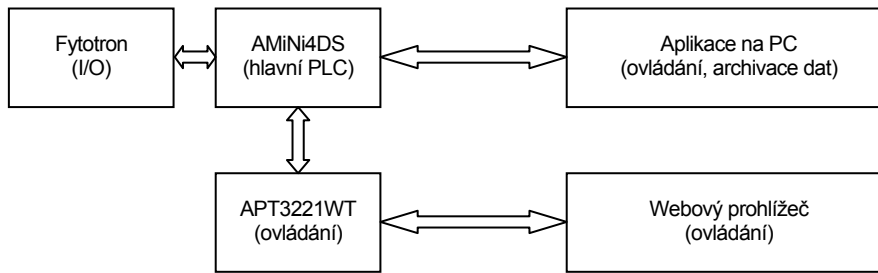 Fytotron
(I/O)
AMiNi4DS
(hlavní PLC)
Aplikace na PC
(ovládání, archivace dat)
APT3221WT
(ovládání)
Webový prohlížeč
(ovládání)